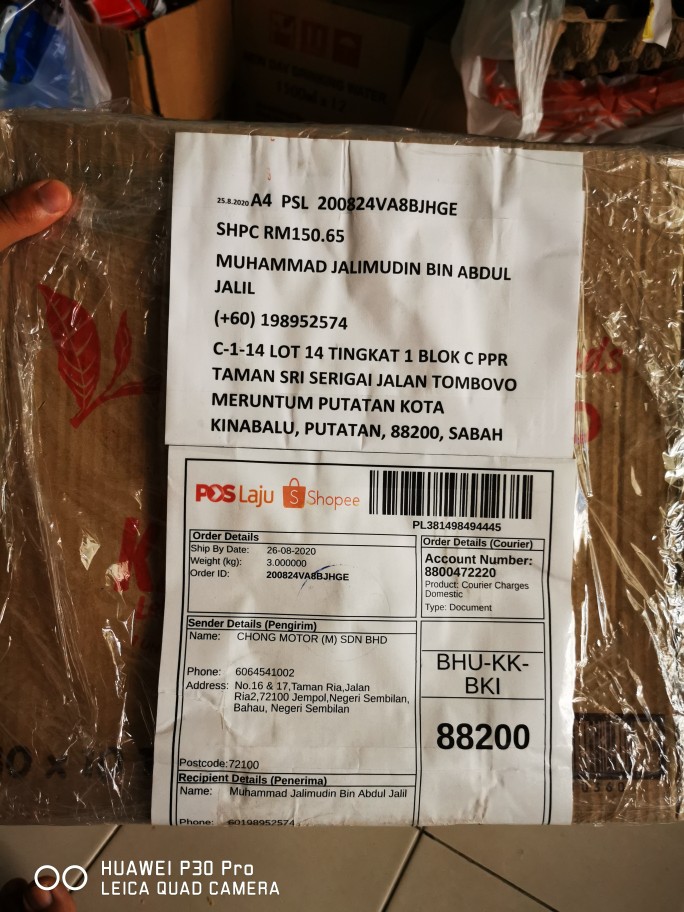 25.8.2020 A4 PSL 200824VA8BJHGE
SHPC RM150.65
MUHAMMAD JALIMUDIN BIN ABDUL
JALIL
(+60) 198952574
C-1-14 LOT 14 TINGKAT 1 BLOK C PPR
TAMAN SRI SERIGAI JALAN TOMBOVO
MERUNTUM PUTATAN KOTA
KINABALU, PUTATAN, 88200, SABAH
POS Laju Shopee
PL381498494445
Order Details
Ship By Date: 26-08-2020
Weight (kg): 3.000000
Order ID: 200824VA8BJHGE
Order Details (Courier)
Account Number:
8800472220
Product: Courier Charges
Domestic
Type: Document
Sender Details (Pengirim)
Name: CHONG MOTOR (M) SDN BHD
Phone: 6064541002
Address: No.16 & 17,Taman Ria,Jalan
Ria2,72100 Jempol,Negeri Sembilan,
Bahau, Negeri Sembilan
Postcode: 72100
BHU-KK-
BKI
88200
Recipient Details (Penerima)
Name: Muhammad Jalimudin Bin Abdul Jalil
Phone: 60198952574
HUAWEI P30 Pro
LEICA QUAD CAMERA